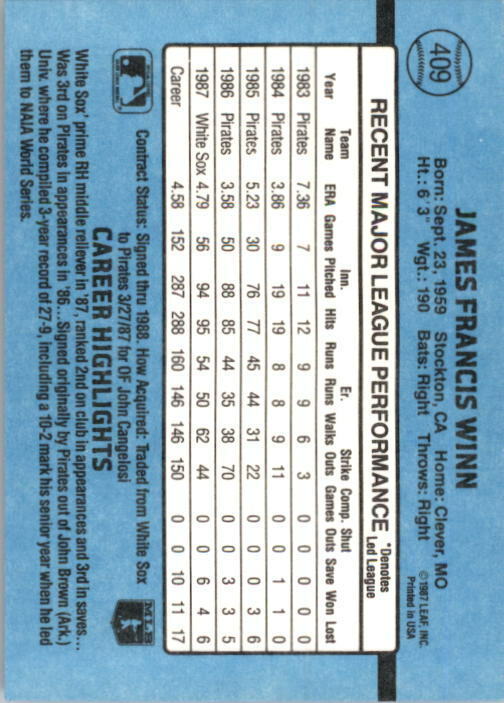 409
JAMES FRANCIS WINN
Born: Sept. 23, 1959 Stockton, CA Home: Clever, MO
Ht.: 6' 3" Wgt.: 190 Bats: Right Throws: Right
©1987 LEAF, INC.
Printed in USA
RECENT MAJOR LEAGUE PERFORMANCE *Denotes Led League
Year Team Name ERA Games Inn. Pitched Hits Runs Er. Runs Walks Strike Outs Comp. Games Shut Outs Save Won Lost
1983 Pirates 7.36 7 11 12 9 9 6 3 0 0 0 0 0
1984 Pirates 3.86 9 19 19 8 8 9 11 0 0 1 1 0
1985 Pirates 5.23 30 76 77 45 44 31 22 0 0 0 3 6
1986 Pirates 3.58 50 88 85 44 35 38 70 0 0 3 3 5
1987 White Sox 4.79 56 94 95 54 50 62 44 0 0 6 4 6
Career 4.58 152 287 288 160 146 146 150 0 0 10 11 17
Contract Status: Signed thru 1988. How Acquired: Traded from White Sox
to Pirates 3/27/87 for OF John Cangelosi
MLB
CAREER HIGHLIGHTS
White Sox' prime RH middle reliever in '87, ranked 2nd on club in appearances and 3rd in saves...
Was 3rd on Pirates in appearances in '86...Signed originally by Pirates out of John Brown (Ark.)
Univ. where he compiled 3-year record of 27-9, including a 10-2 mark his senior year when he led
them to NAIA World Series.